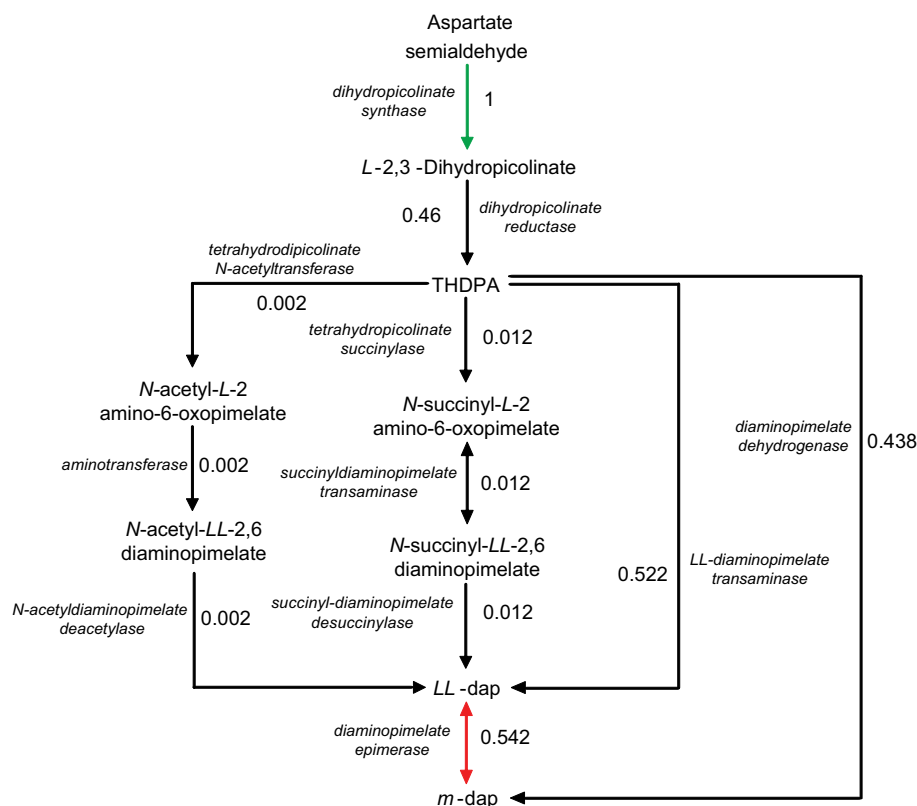 Aspartate
semialdehyde
dihydropicolinate
synthase
1
L-2,3 -Dihydropicolinate
0.46
dihydropicolinate
reductase
tetrahydrodipicolinate
N-acetyltransferase
THDPA
0.002
tetrahydropicolinate
succinylase
0.012
N-acetyl-L-2
amino-6-oxopimelate
N-succinyl-L-2
amino-6-oxopimelate
diaminopimelate
dehydrogenase
0.438
aminotransferase
0.002
succinyldiaminopimelate
transaminase
0.012
N-acetyl-LL-2,6
diaminopimelate
N-succinyl-LL-2,6
diaminopimelate
0.522
LL-diaminopimelate
transaminase
N-acetyldiaminopimelate
deacetylase
0.002
succinyl-diaminopimelate
desuccinylase
0.012
LL -dap
diaminopimelate
epimerase
0.542
m-dap